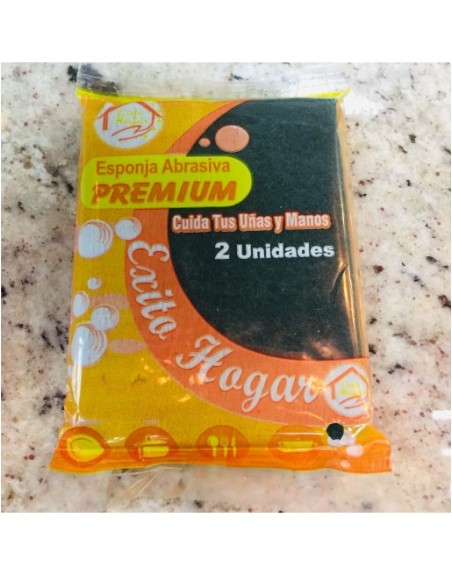 Esponja Abrasiva
PREMIUM
Cuida Tus Uñas y Manos
2 Unidades
Exito Hogar